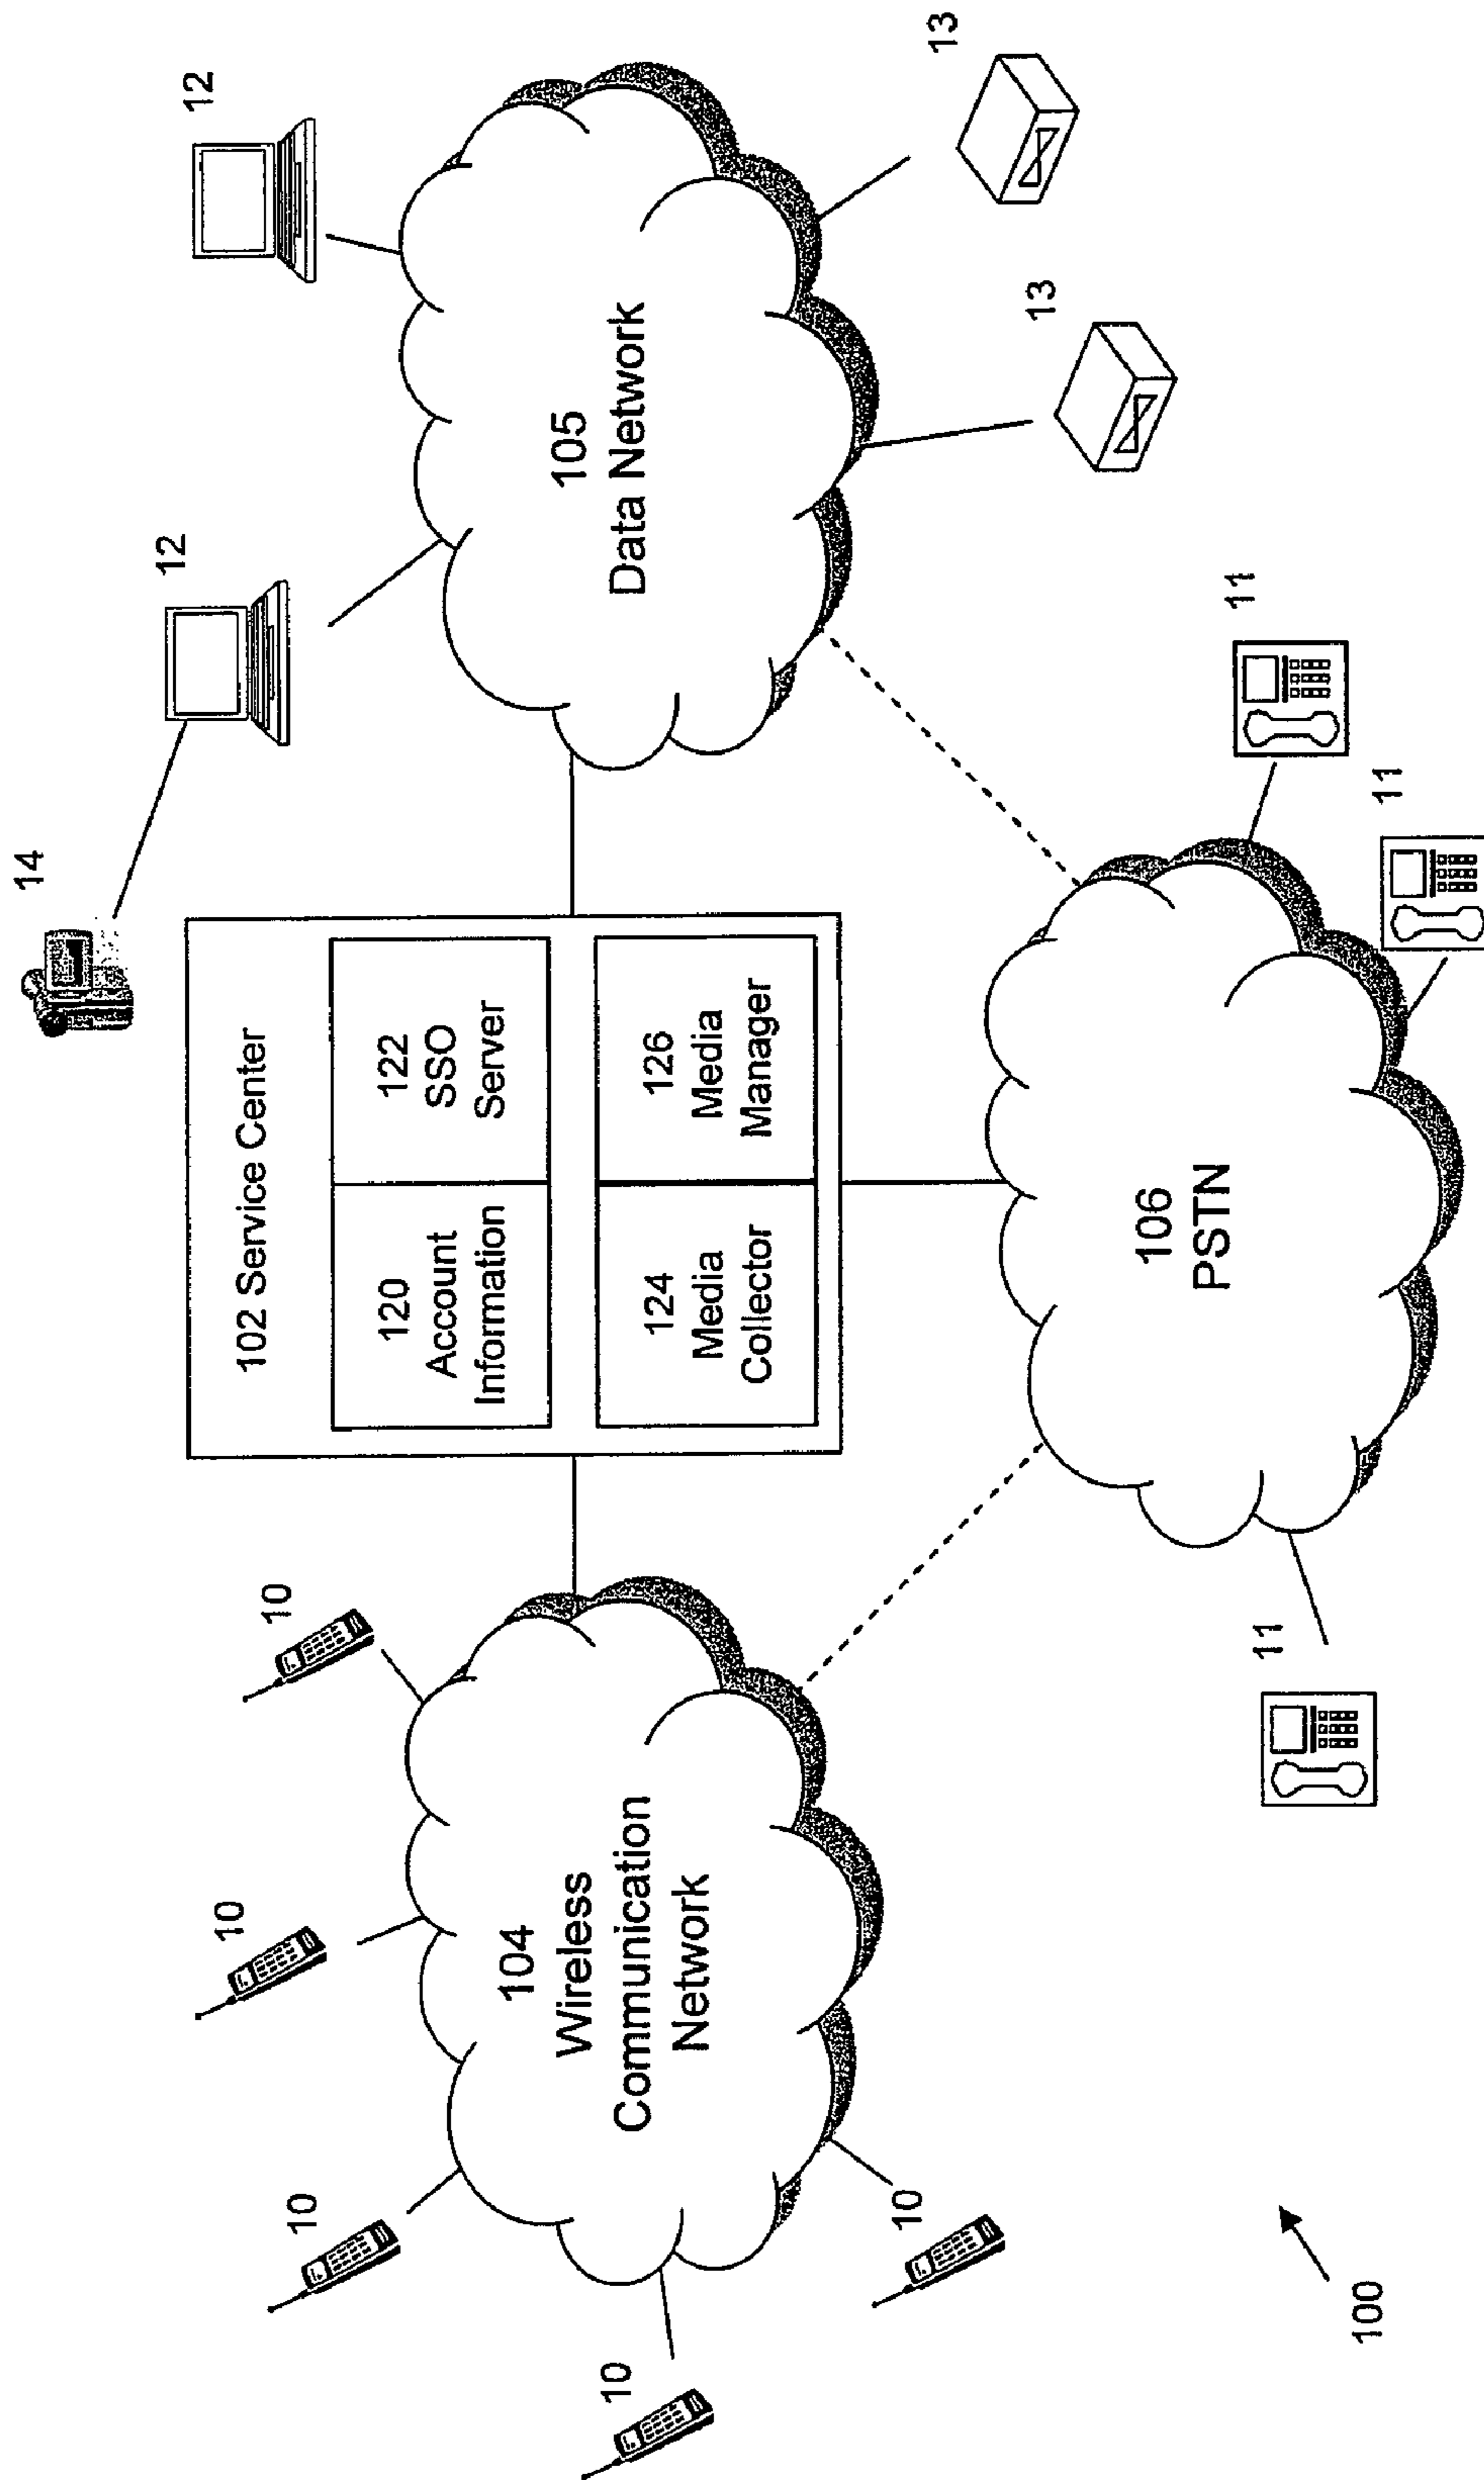 14
12
12
102 Service Center
120
Account
Information
122
SSO
Server
124
Media
Collector
126
Media
Manager
10
10
10
10
10
104
Wireless
Communication
Network
105
Data Network
13
13
106
PSTN
11
11
11
100